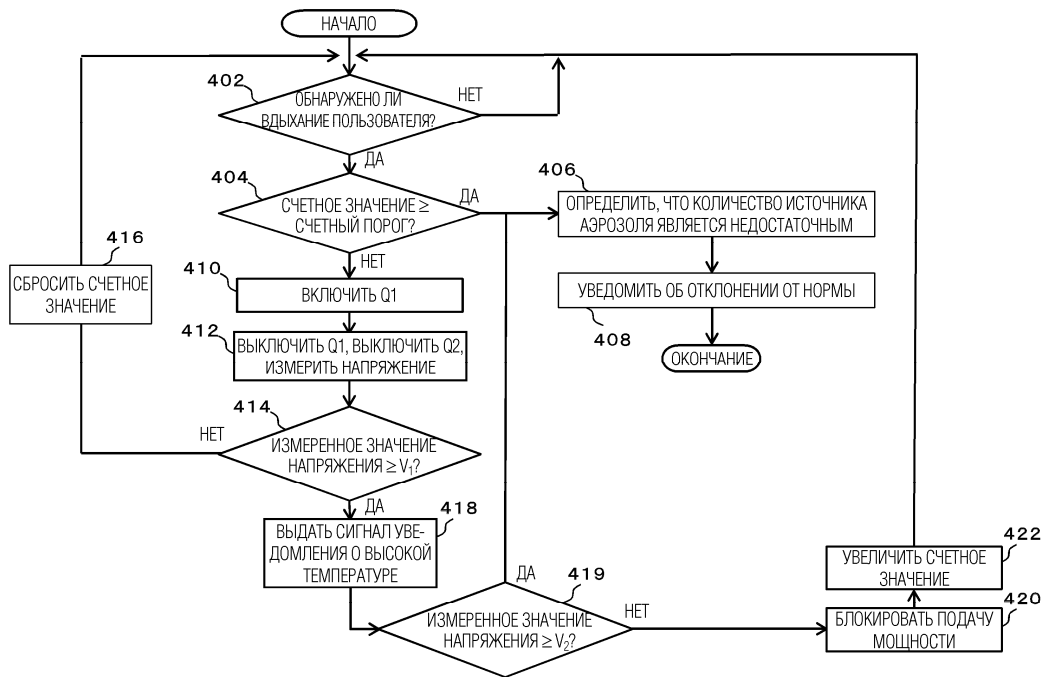 НАЧАЛО
402
ОБНАРУЖЕНО ЛИ
ВДЫХАНИЕ ПОЛЬЗОВАТЕЛЯ?
НЕТ
ДА
404
СЧЕТНОЕ ЗНАЧЕНИЕ ≥
СЧЕТНЫЙ ПОРОГ?
ДА
НЕТ
406
ОПРЕДЕЛИТЬ, ЧТО КОЛИЧЕСТВО ИСТОЧНИКА
АЭРОЗОЛЯ ЯВЛЯЕТСЯ НЕДОСТАТОЧНЫМ
УВЕДОМИТЬ ОБ ОТКЛОНЕНИИ ОТ НОРМЫ
408
ОКОНЧАНИЕ
410
ВКЛЮЧИТЬ Q1
412
ВЫКЛЮЧИТЬ Q1, ВЫКЛЮЧИТЬ Q2,
ИЗМЕРИТЬ НАПРЯЖЕНИЕ
414
ИЗМЕРЕННОЕ ЗНАЧЕНИЕ
НАПРЯЖЕНИЯ ≥ V₁?
НЕТ
ДА
416
СБРОСИТЬ СЧЕТНОЕ
ЗНАЧЕНИЕ
418
ВЫДАТЬ СИГНАЛ УВЕ-
ДОМЛЕНИЯ О ВЫСОКОЙ
ТЕМПЕРАТУРЕ
419
ИЗМЕРЕННОЕ ЗНАЧЕНИЕ
НАПРЯЖЕНИЯ ≥ V₂?
ДА
НЕТ
422
УВЕЛИЧИТЬ СЧЕТНОЕ
ЗНАЧЕНИЕ
420
БЛОКИРОВАТЬ ПОДАЧУ
МОЩНОСТИ